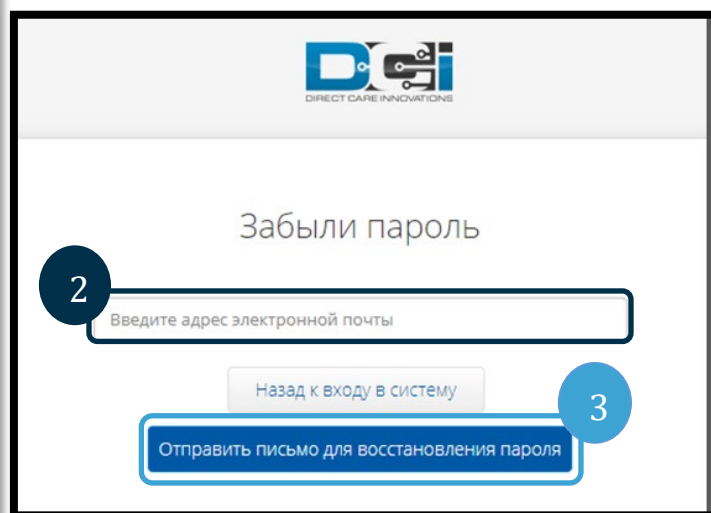 DCi
DIRECT CARE INNOVATIONS
Забыли пароль
2
Введите адрес электронной почты
Назад к входу в систему
3
Отправить письмо для восстановления пароля